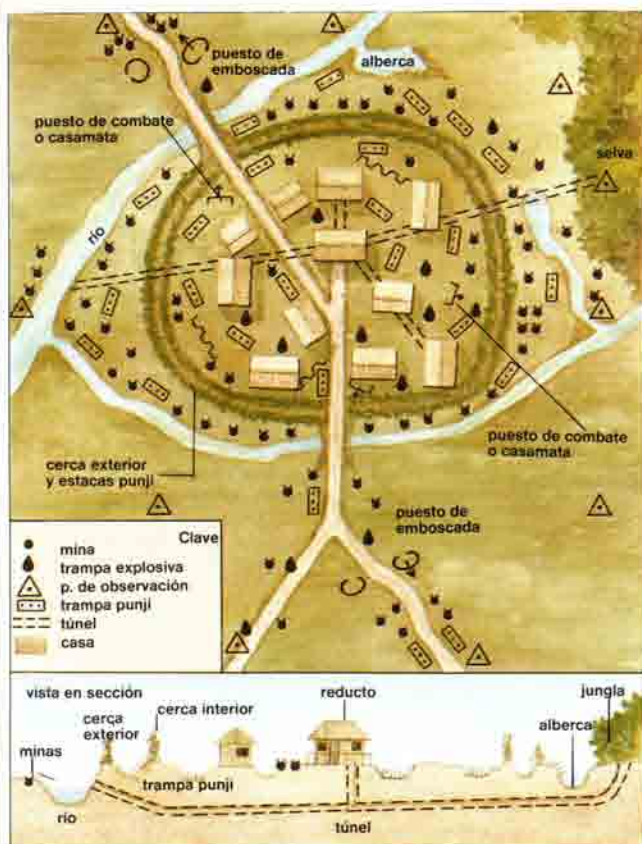 puesto de
emboscada
alberca
puesto de combate
o casamata
selva
río
puesto de combate
o casamata
cerca exterior
y estacas punji
puesto de
emboscada
Clave
mina
trampa explosiva
p. de observación
trampa punji
túnel
casa
vista en sección
reducto
jungla
cerca
exterior
cerca interior
alberca
minas
trampa punji
río
túnel